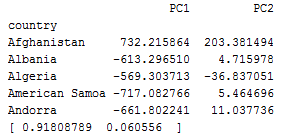 PC1 PC2
country
Afghanistan 732.215864 203.381494
Albania -613.296510 4.715978
Algeria -569.303713 -36.837051
American Samoa -717.082766 5.464696
Andorra -661.802241 11.037736
[ 0.91808789 0.060556 ]